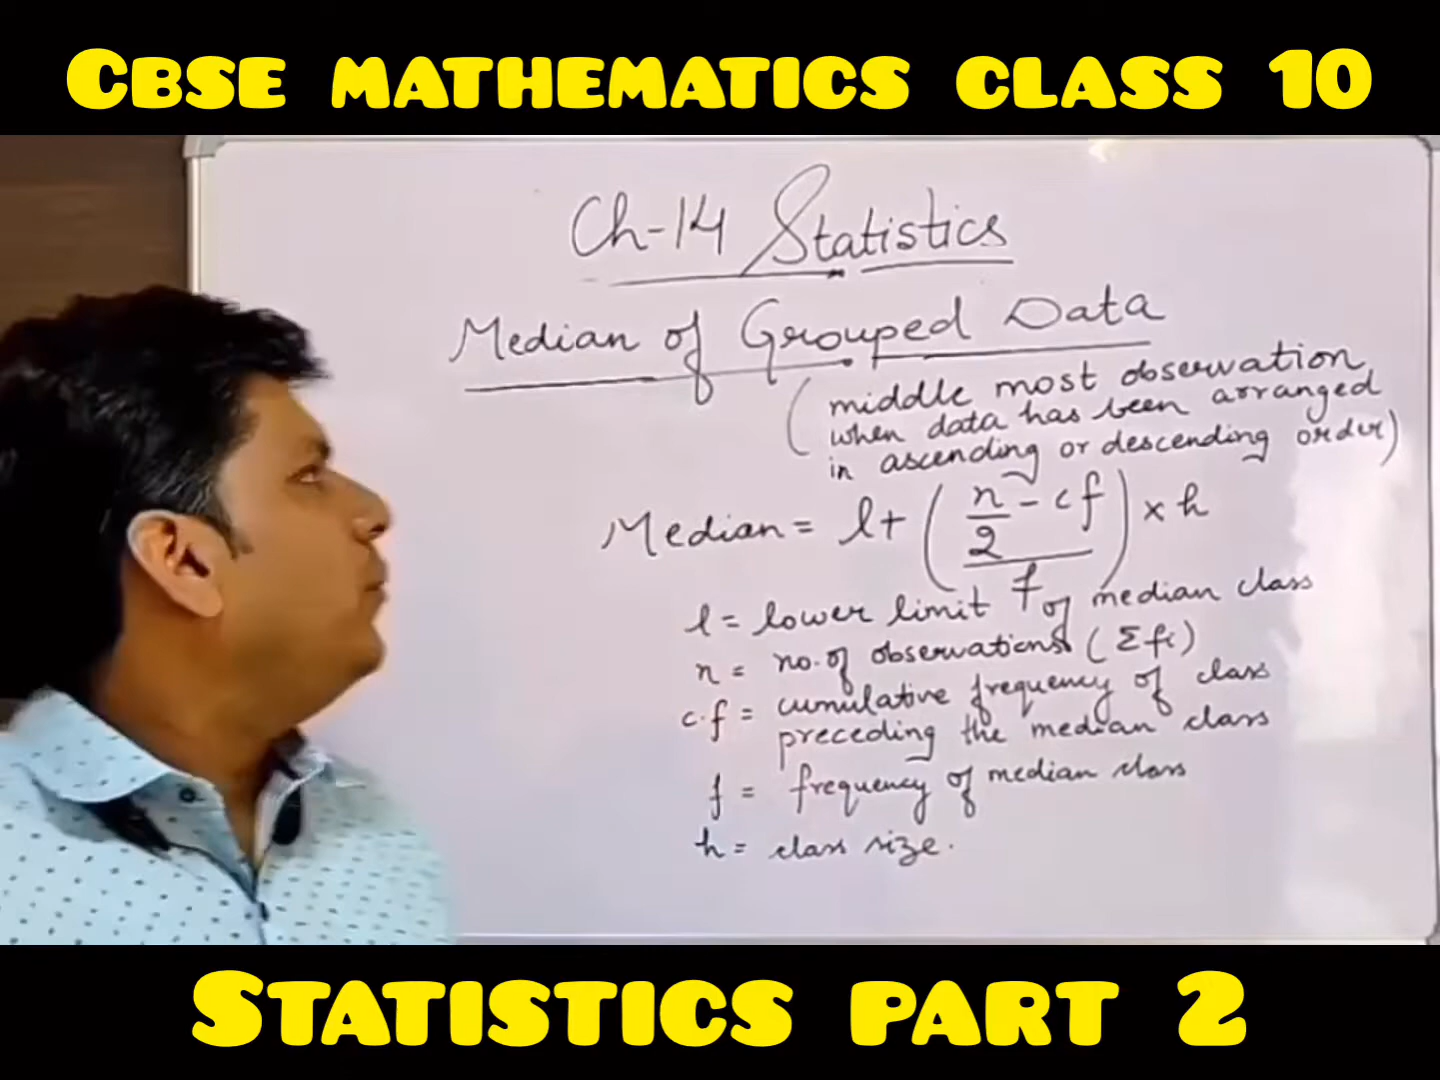 CBSE MATHEMATICS CLASS 10
Ch-14 Statistics
Median of Grouped Data
(middle most observation
when data has been arranged
in ascending or descending order)
Median = l + ( (n/2 - cf) / f ) × h
l = lower limit of median class
n = no. of observations (Σfi)
c.f = cumulative frequency of class
preceding the median class
f = frequency of median class
h = class size.
STATISTICS PART 2